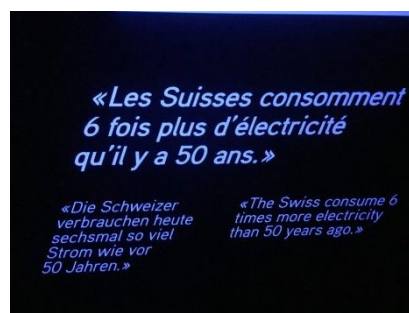 «Les Suisses consomment
6 fois plus d'électricité
qu'il y a 50 ans.»
«Die Schweizer
verbrauchen heute
sechsmal so viel
Strom wie vor
50 Jahren.»
«The Swiss consume 6
times more electricity
than 50 years ago.»